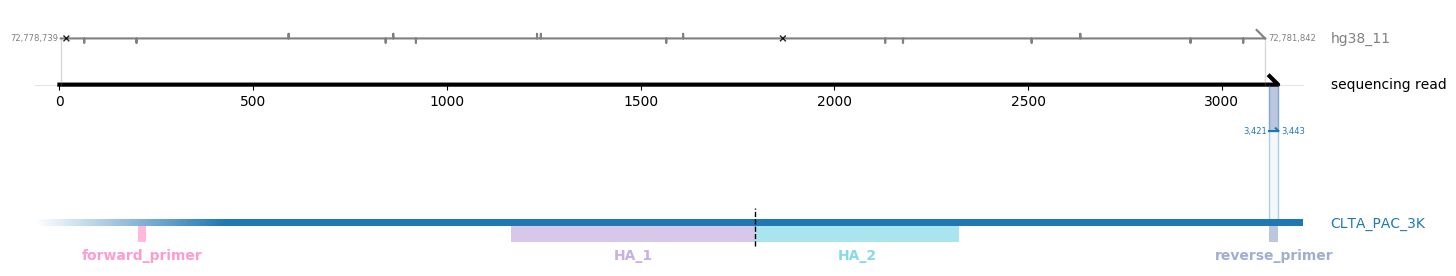 72,778,739 72,781,842 hg38_11
sequencing read
0 500 1000 1500 2000 2500 3000
3,421 3,443
CLTA_PAC_3K
forward_primer HA_1 HA_2 reverse_primer